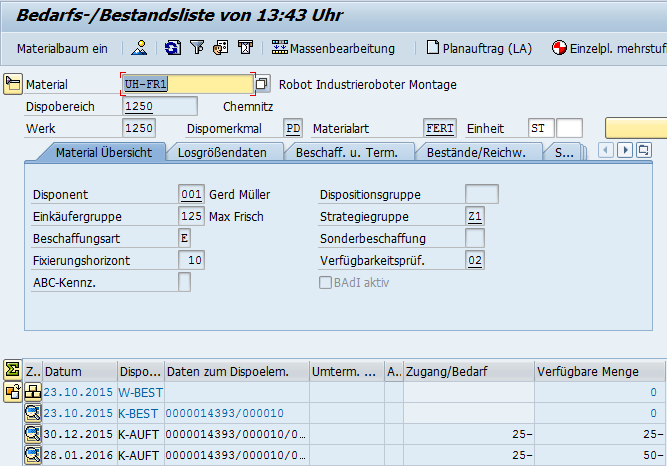 Bedarfs-/Bestandsliste von 13:43 Uhr
Materialbaum ein Massenbearbeitung Planauftrag (LA) Einzelpl. mehrstuf
Material UH-FR1 Robot Industrieroboter Montage
Dispobereich 1250 Chemnitz
Werk 1250 Dispomerkmal PD Materialart FERT Einheit ST
Material Übersicht Losgrößendaten Beschaff. u. Term. Bestände/Reichw. S...
Disponent 001 Gerd Müller Dispositionsgruppe
Einkäufergruppe 125 Max Frisch Strategiegruppe Z1
Beschaffungsart E Sonderbeschaffung
Fixierungshorizont 10 Verfügbarkeitsprüf. 02
ABC-Kennz. BAdI aktiv
Z.. Datum Dispo... Daten zum Dispoelem. Umterm. ... A.. Zugang/Bedarf Verfügbare Menge
23.10.2015 W-BEST 0
23.10.2015 K-BEST 0000014393/000010 0
30.12.2015 K-AUFT 0000014393/000010/0... 25- 25-
28.01.2016 K-AUFT 0000014393/000010/0... 25- 50-